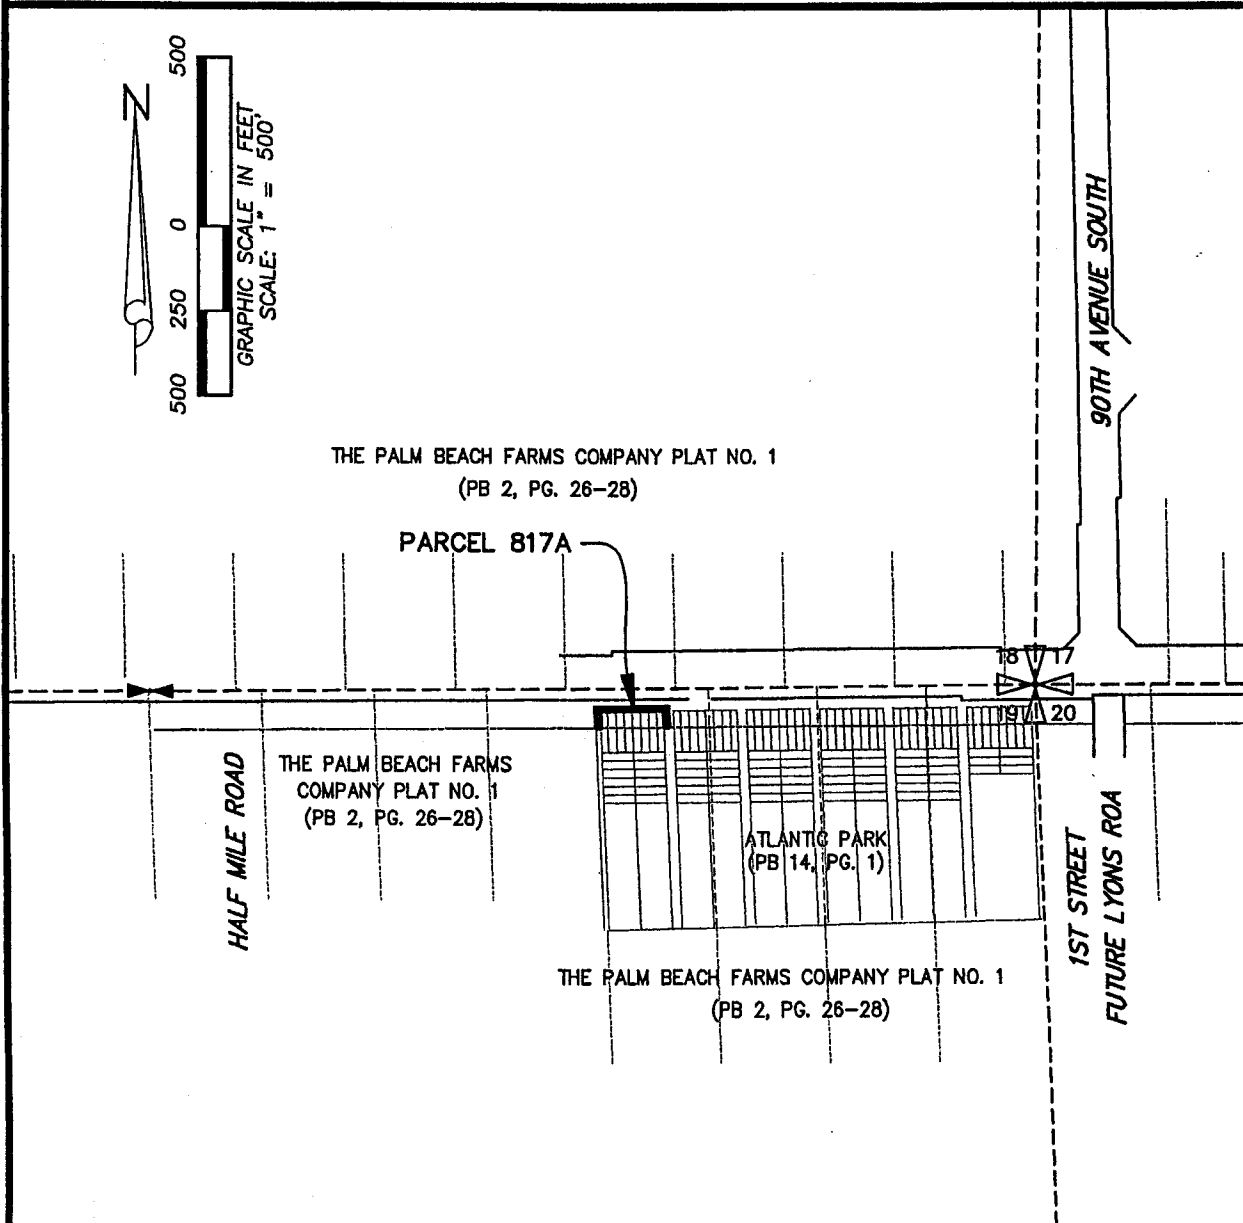 N
500
0
250
500
GRAPHIC SCALE IN FEET
SCALE: 1" = 500'
90TH AVENUE SOUTH
THE PALM BEACH FARMS COMPANY PLAT NO. 1
(PB 2, PG. 26-28)
PARCEL 817A
18 17
19 20
HALF MILE ROAD
THE PALM BEACH FARMS
COMPANY PLAT NO. 1
(PB 2, PG. 26-28)
ATLANTIC PARK
(PB 14, PG. 1)
1ST STREET
FUTURE LYONS ROA
THE PALM BEACH FARMS COMPANY PLAT NO. 1
(PB 2, PG. 26-28)